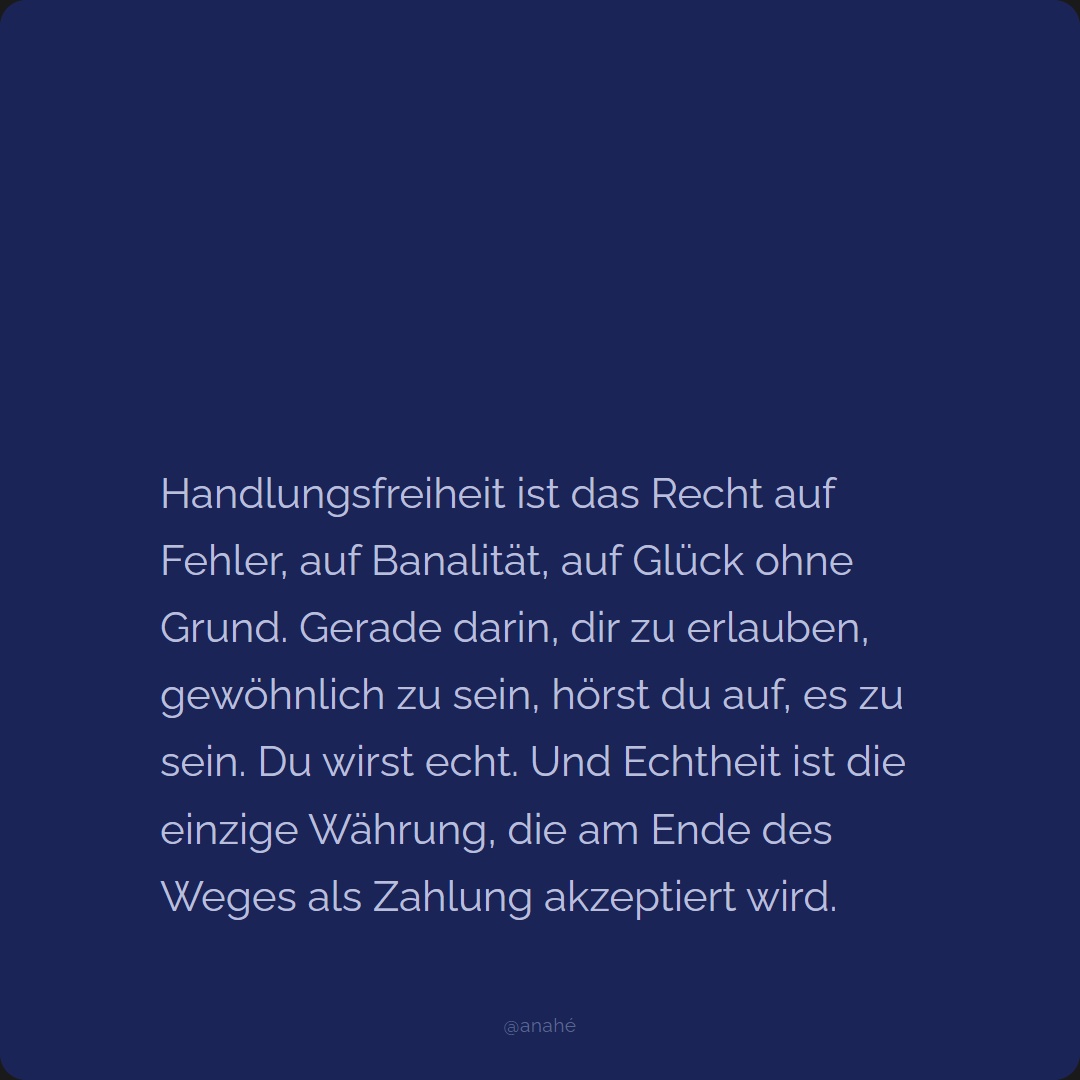 Handlungsfreiheit ist das Recht auf
Fehler, auf Banalität, auf Glück ohne
Grund. Gerade darin, dir zu erlauben,
gewöhnlich zu sein, hörst du auf, es zu
sein. Du wirst echt. Und Echtheit ist die
einzige Währung, die am Ende des
Weges als Zahlung akzeptiert wird.
@anahé